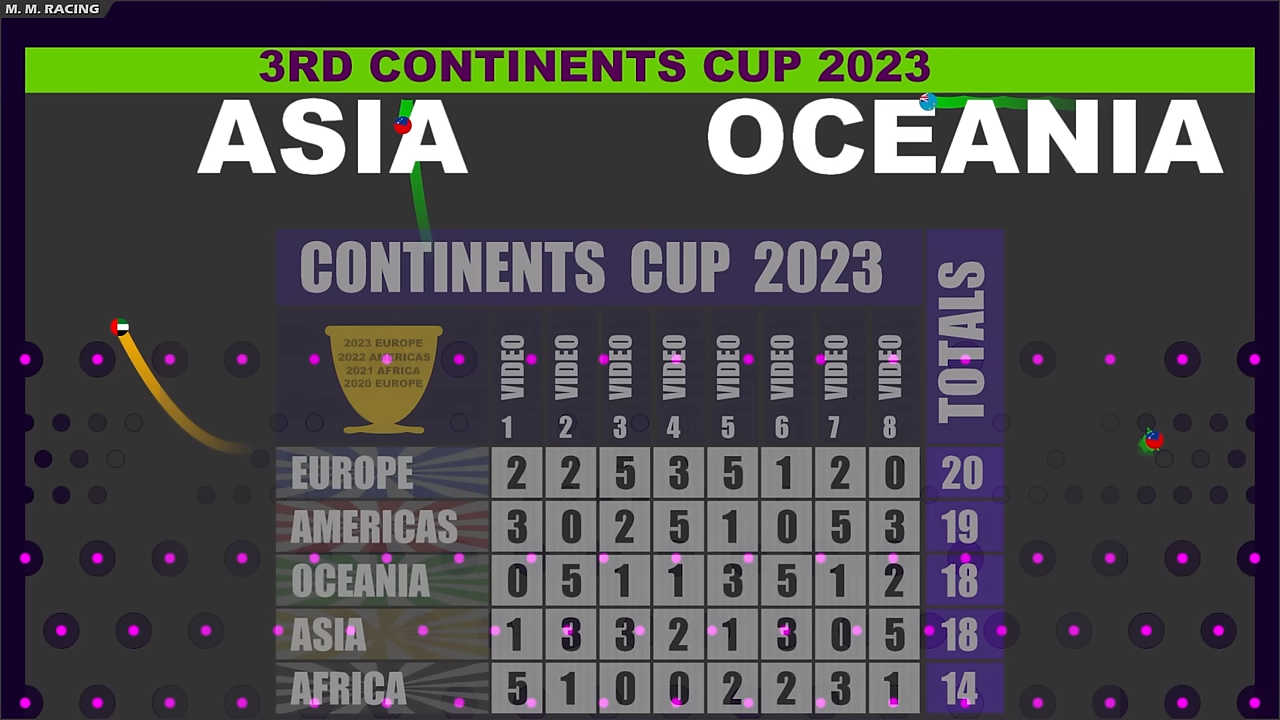 M. M. RACING
3RD CONTINENTS CUP 2023
ASIA OCEANIA
CONTINENTS CUP 2023 TOTALS
2023 EUROPE
2022 AMERICAS
2021 AFRICA
2020 EUROPE
VIDEO 1 VIDEO 2 VIDEO 3 VIDEO 4 VIDEO 5 VIDEO 6 VIDEO 7 VIDEO 8
EUROPE 2 2 5 3 5 1 2 0 20
AMERICAS 3 0 2 5 1 0 5 3 19
OCEANIA 0 5 1 1 3 5 1 2 18
ASIA 1 3 3 2 1 3 0 5 18
AFRICA 5 1 0 0 2 2 3 1 14